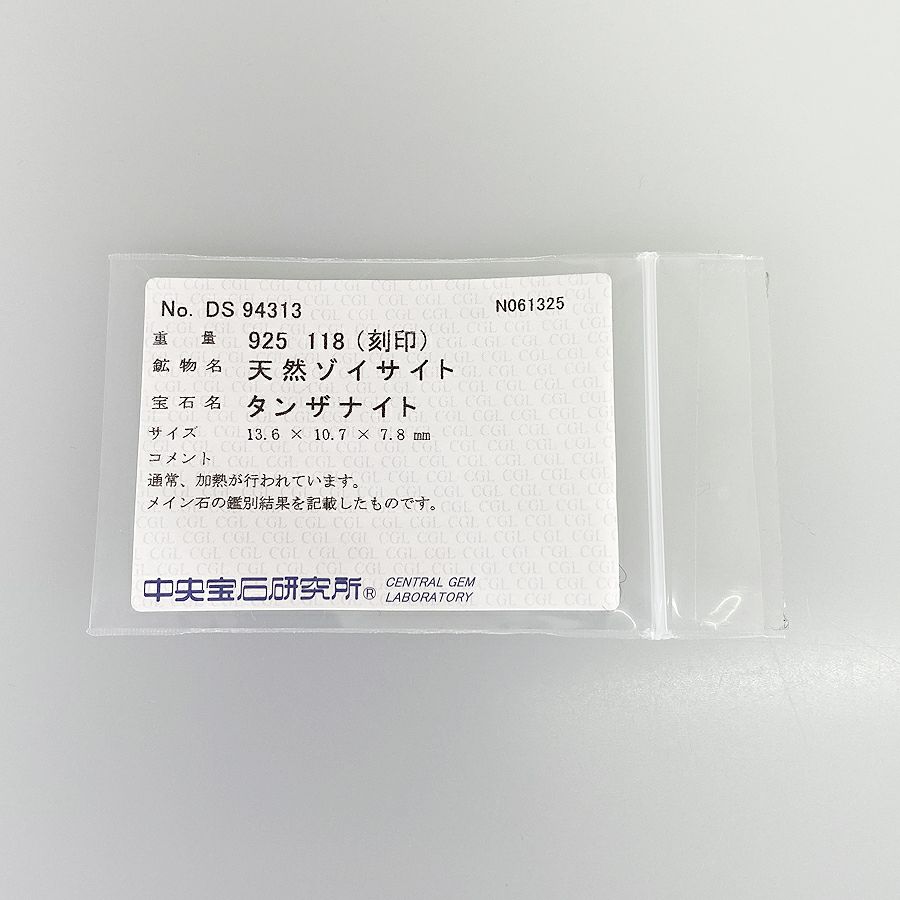 No. DS 94313 N061325
重量 925 118 (刻印)
鉱物名 天然ゾイサイト
宝石名 タンザナイト
サイズ 13.6 × 10.7 × 7.8 mm
コメント
通常、加熱が行われています。
メイン石の鑑別結果を記載したものです。
中央宝石研究所® CENTRAL GEM
LABORATORY